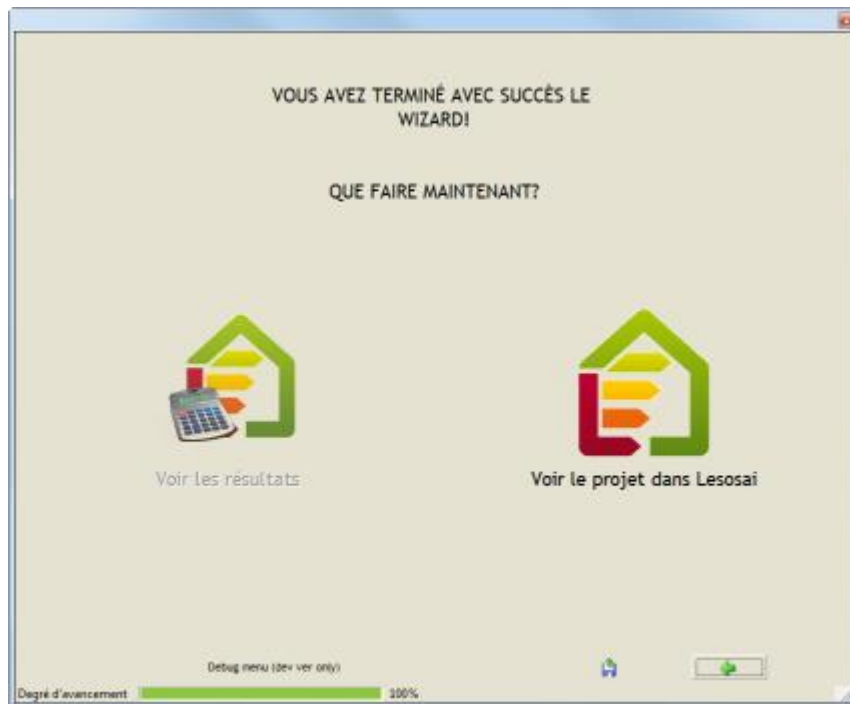 VOUS AVEZ TERMINÉ AVEC SUCCÈS LE
WIZARD!
QUE FAIRE MAINTENANT?
Voir les résultats
Voir le projet dans Lesosai
Debug menu (dev ver only)
Degré d'avancement
100%